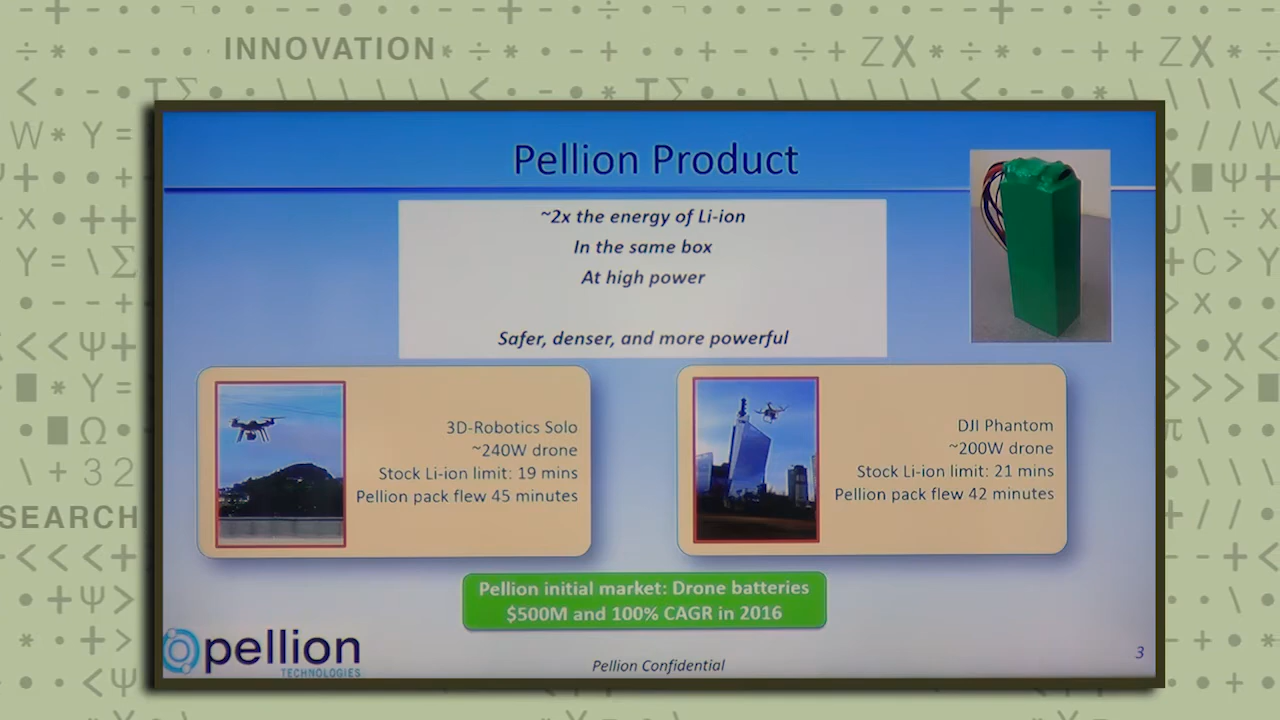 INNOVATION
SEARCH
Pellion Product
~2x the energy of Li-ion
In the same box
At high power
Safer, denser, and more powerful
3D-Robotics Solo
~240W drone
Stock Li-ion limit: 19 mins
Pellion pack flew 45 minutes
DJI Phantom
~200W drone
Stock Li-ion limit: 21 mins
Pellion pack flew 42 minutes
Pellion initial market: Drone batteries
$500M and 100% CAGR in 2016
pellion
TECHNOLOGIES
Pellion Confidential
3